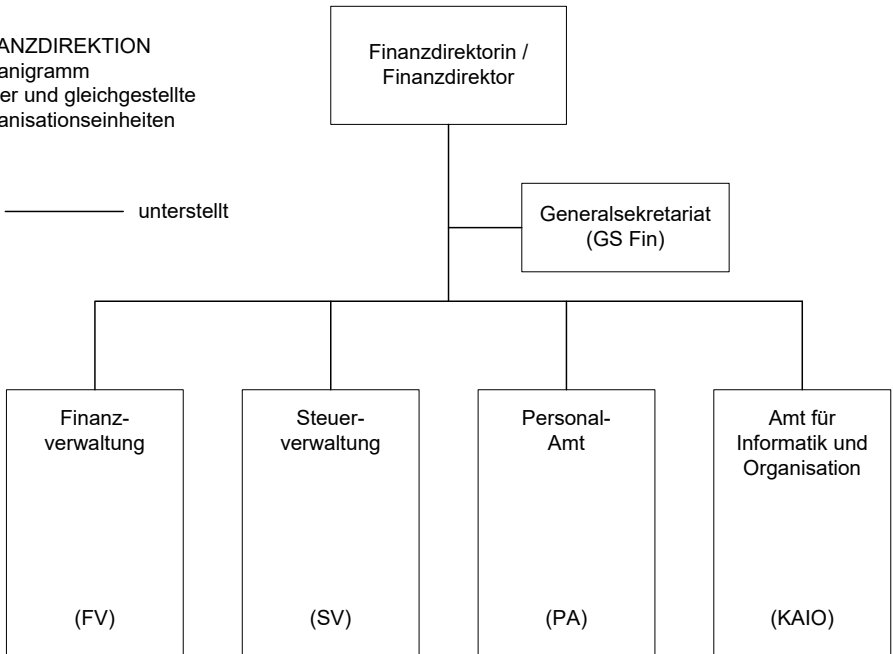 ANZDIREKTION
anigramm
er und gleichgestellte
anisationseinheiten
unterstellt
Finanzdirektorin /
Finanzdirektor
Generalsekretariat
(GS Fin)
Finanz-
verwaltung
(FV)
Steuer-
verwaltung
(SV)
Personal-
Amt
(PA)
Amt für
Informatik und
Organisation
(KAIO)